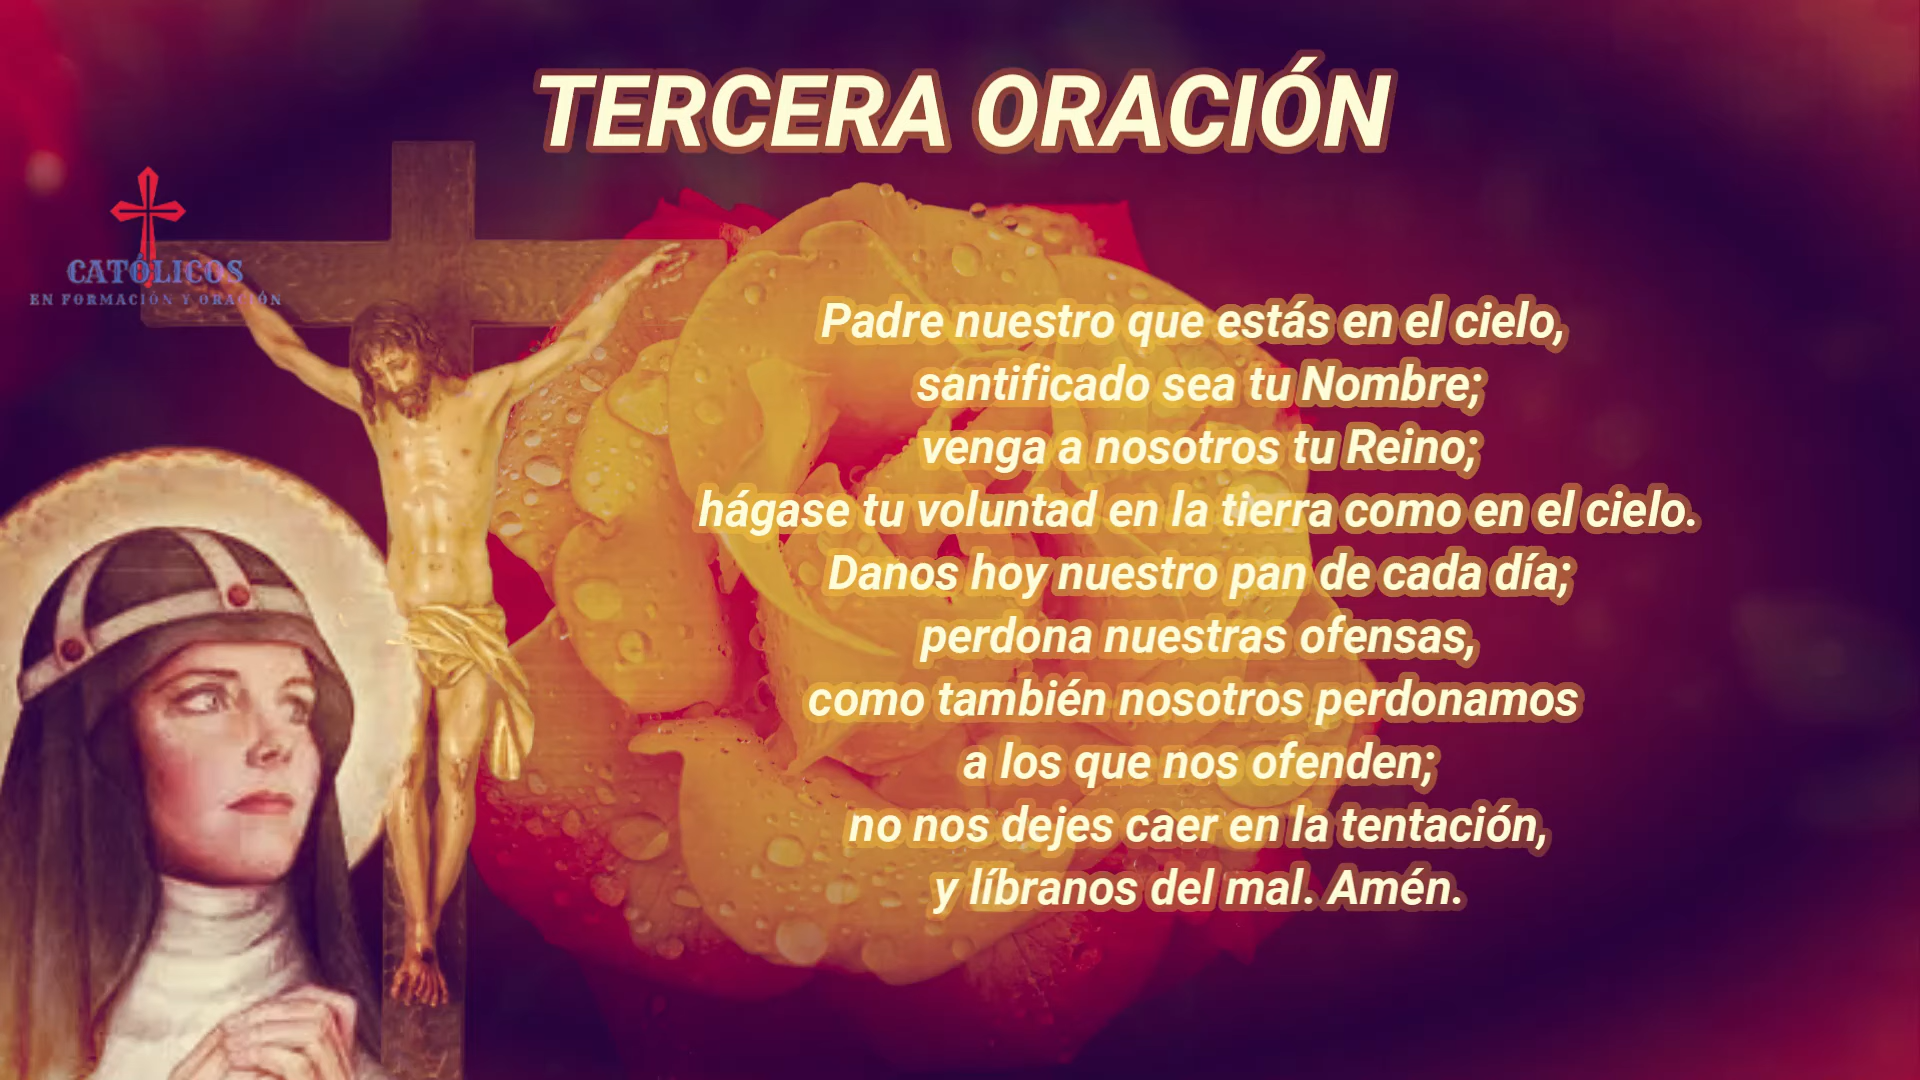 TERCERA ORACIÓN
CATÓLICOS
EN FORMACIÓN Y ORACIÓN
Padre nuestro que estás en el cielo,
santificado sea tu Nombre;
venga a nosotros tu Reino;
hágase tu voluntad en la tierra como en el cielo.
Danos hoy nuestro pan de cada día;
perdona nuestras ofensas,
como también nosotros perdonamos
a los que nos ofenden;
no nos dejes caer en la tentación,
y líbranos del mal. Amén.